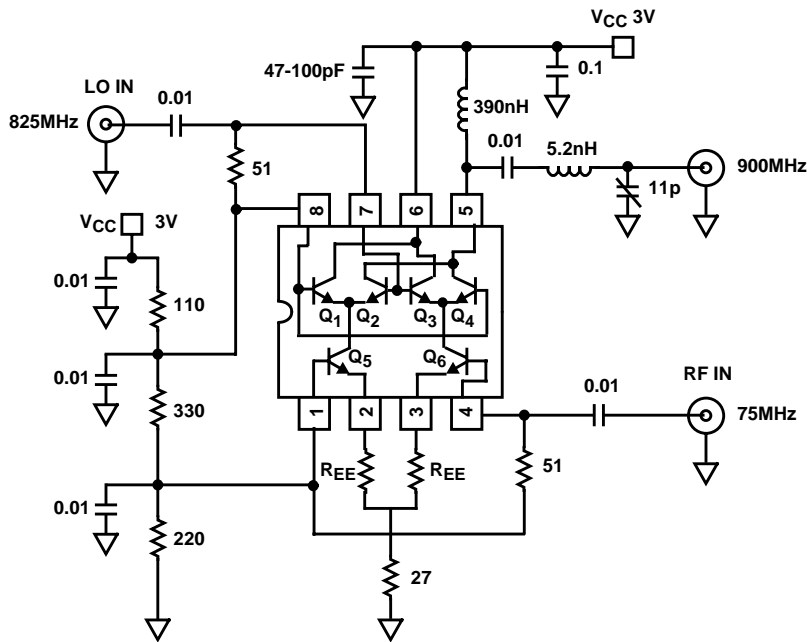 VCC 3V
47-100pF
0.1
LO IN
0.01
825MHz
390nH
0.01
5.2nH
900MHz
51
11p
8
7
6
5
VCC 3V
0.01
110
Q1
Q2
Q3
Q4
Q5
Q6
0.01
330
1
2
3
4
0.01
RF IN
75MHz
REE
REE
51
0.01
220
27